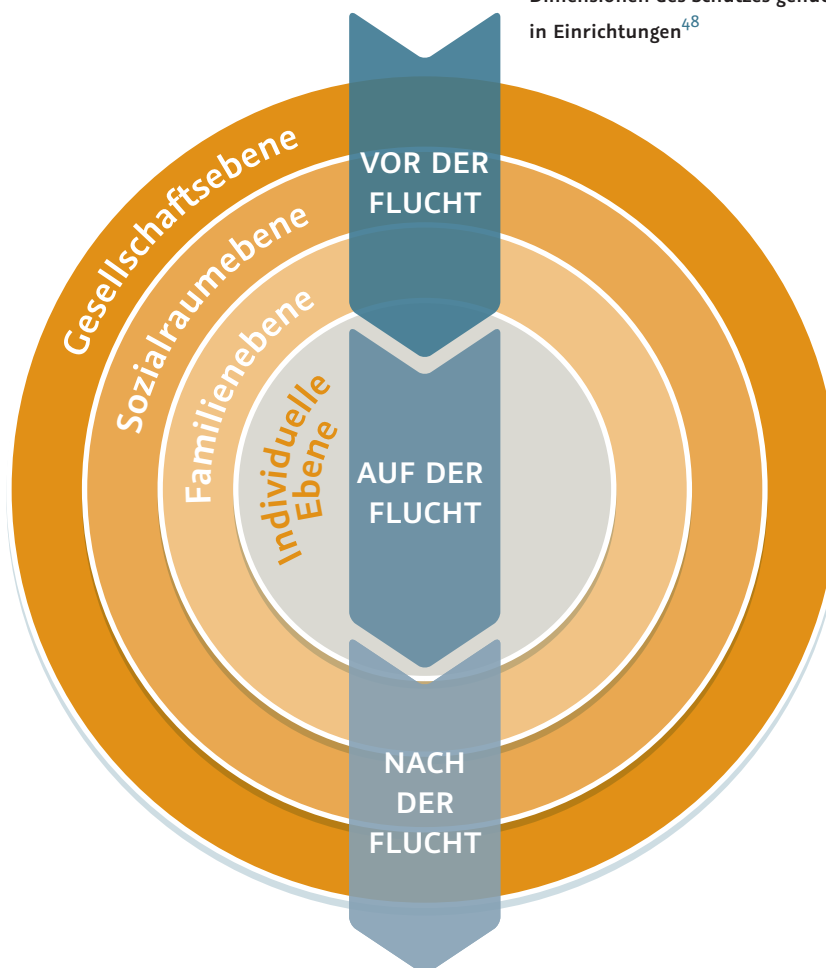 in Einrichtungen48
VOR DER
FLUCHT
Gesellschaftsebene
Sozialraumebene
Familienebene
Individuelle
Ebene
AUF DER
FLUCHT
NACH
DER
FLUCHT